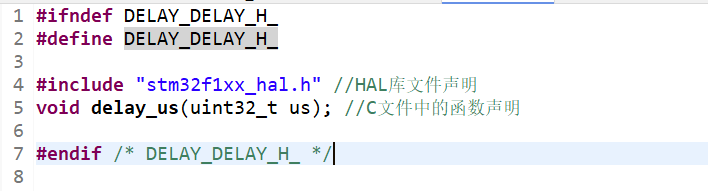 1 #ifndef DELAY_DELAY_H_
2 #define DELAY_DELAY_H_
3
4 #include "stm32f1xx_hal.h" //HAL库文件声明
5 void delay_us(uint32_t us); //C文件中的函数声明
6
7 #endif /* DELAY_DELAY_H_ */
8